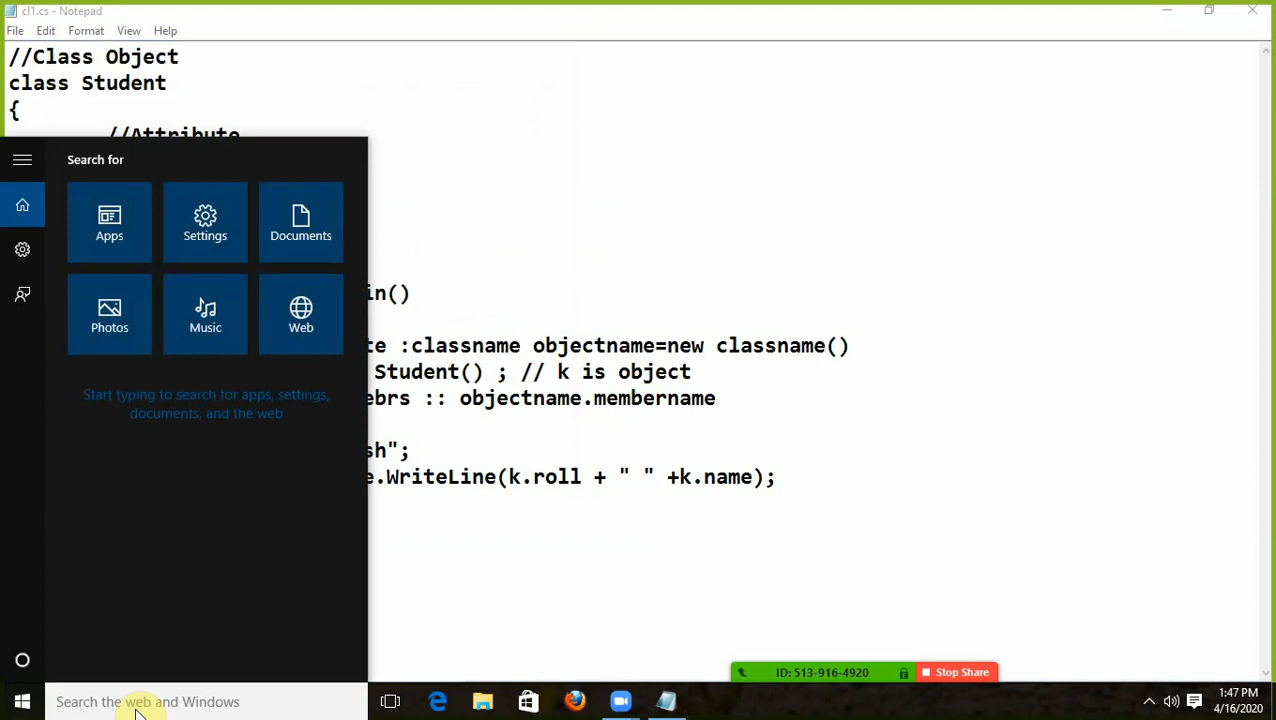 cl1.cs - Notepad
File Edit Format View Help
//Class Object
class Student
{
//Attribute
Search for
Apps Settings Documents
in()
Photos Music Web
te :classname objectname=new classname()
Student() ; // k is object
Start typing to search for apps, settings,
ebrs :: objectname.membername
documents, and the web
sh";
e.WriteLine(k.roll + " " +k.name);
ID: 513-916-4920 Stop Share
Search the web and Windows
1:47 PM
4/16/2020